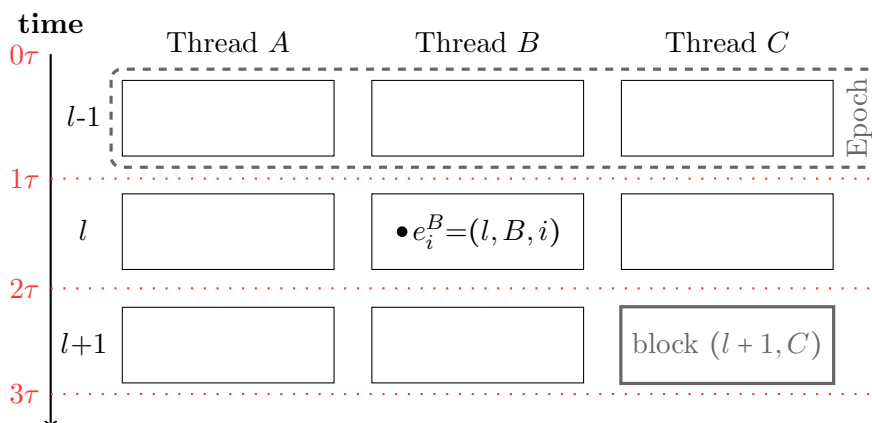 time
Thread A Thread B Thread C
0τ
l-1
Epoch
1τ
l
• e_i^B=(l, B, i)
2τ
l+1
block (l + 1, C)
3τ